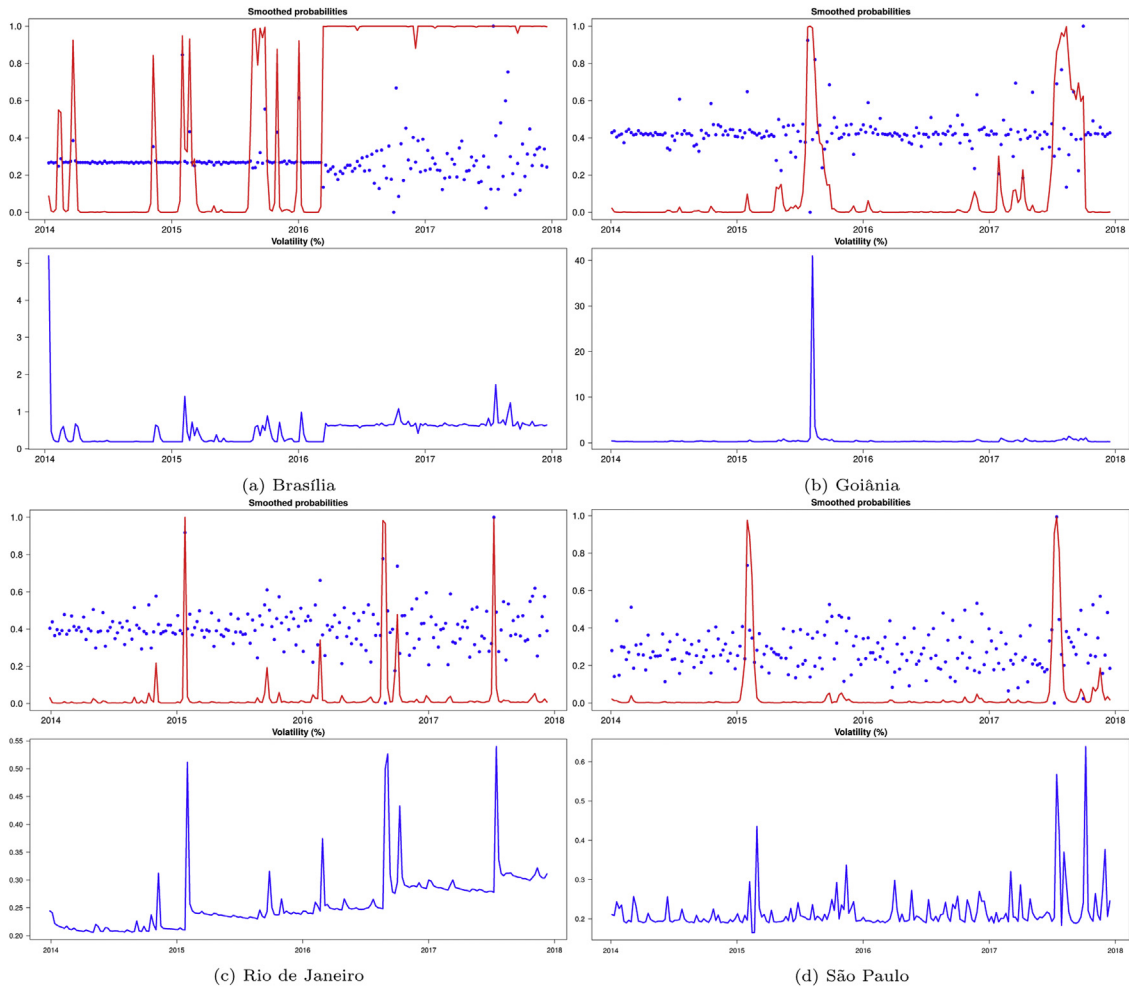 Smoothed probabilities
1.0
0.8
0.6
0.4
0.2
0.0
2014 2015 2016 2017 2018
Volatility (%)
5
4
3
2
1
0
2014 2015 2016 2017 2018
(a) Brasília
Smoothed probabilities
1.0
0.8
0.6
0.4
0.2
0.0
2014 2015 2016 2017 2018
Volatility (%)
40
30
20
10
0
2014 2015 2016 2017 2018
(b) Goiânia
Smoothed probabilities
1.0
0.8
0.6
0.4
0.2
0.0
2014 2015 2016 2017 2018
Volatility (%)
0.55
0.50
0.45
0.40
0.35
0.30
0.25
0.20
2014 2015 2016 2017 2018
(c) Rio de Janeiro
Smoothed probabilities
1.0
0.8
0.6
0.4
0.2
0.0
2014 2015 2016 2017 2018
Volatility (%)
0.6
0.5
0.4
0.3
0.2
2014 2015 2016 2017 2018
(d) São Paulo